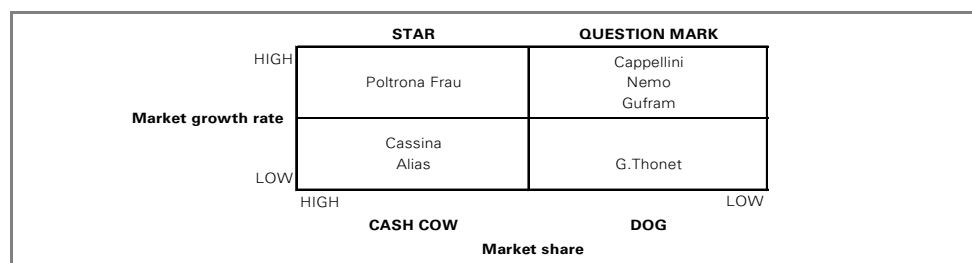 STAR QUESTION MARK
HIGH
Poltrona Frau
Cappellini
Nemo
Gufram
Market growth rate
Cassina
Alias
G.Thonet
LOW
HIGH LOW
CASH COW DOG
Market share